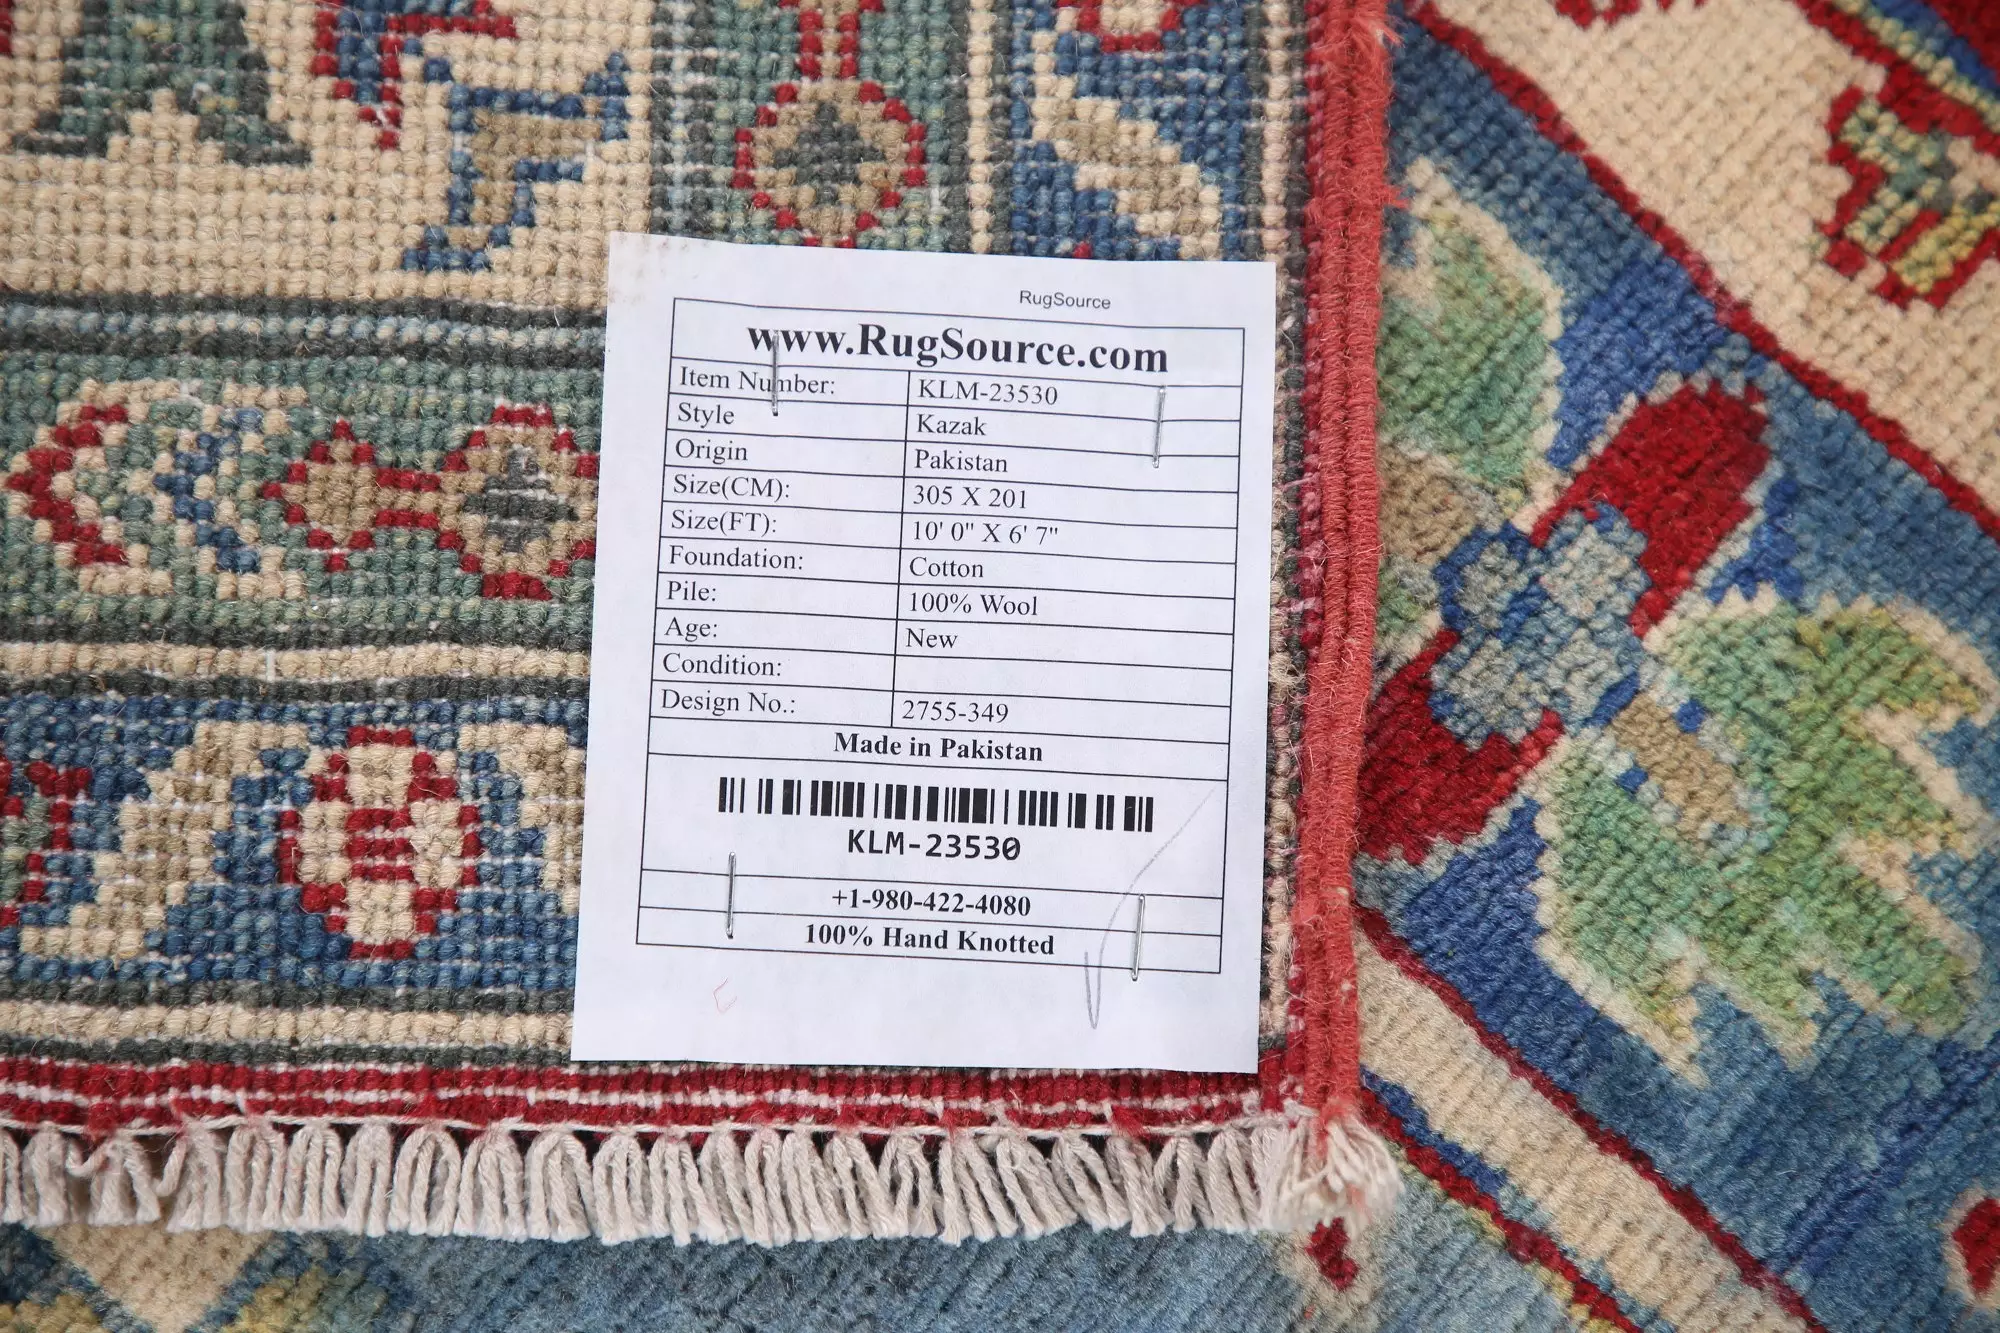 RugSource
www.RugSource.com
Item Number: KLM-23530
Style Kazak
Origin Pakistan
Size(CM): 305 X 201
Size(FT): 10' 0" X 6' 7"
Foundation: Cotton
Pile: 100% Wool
Age: New
Condition:
Design No.: 2755-349
Made in Pakistan
KLM-23530
+1-980-422-4080
100% Hand Knotted